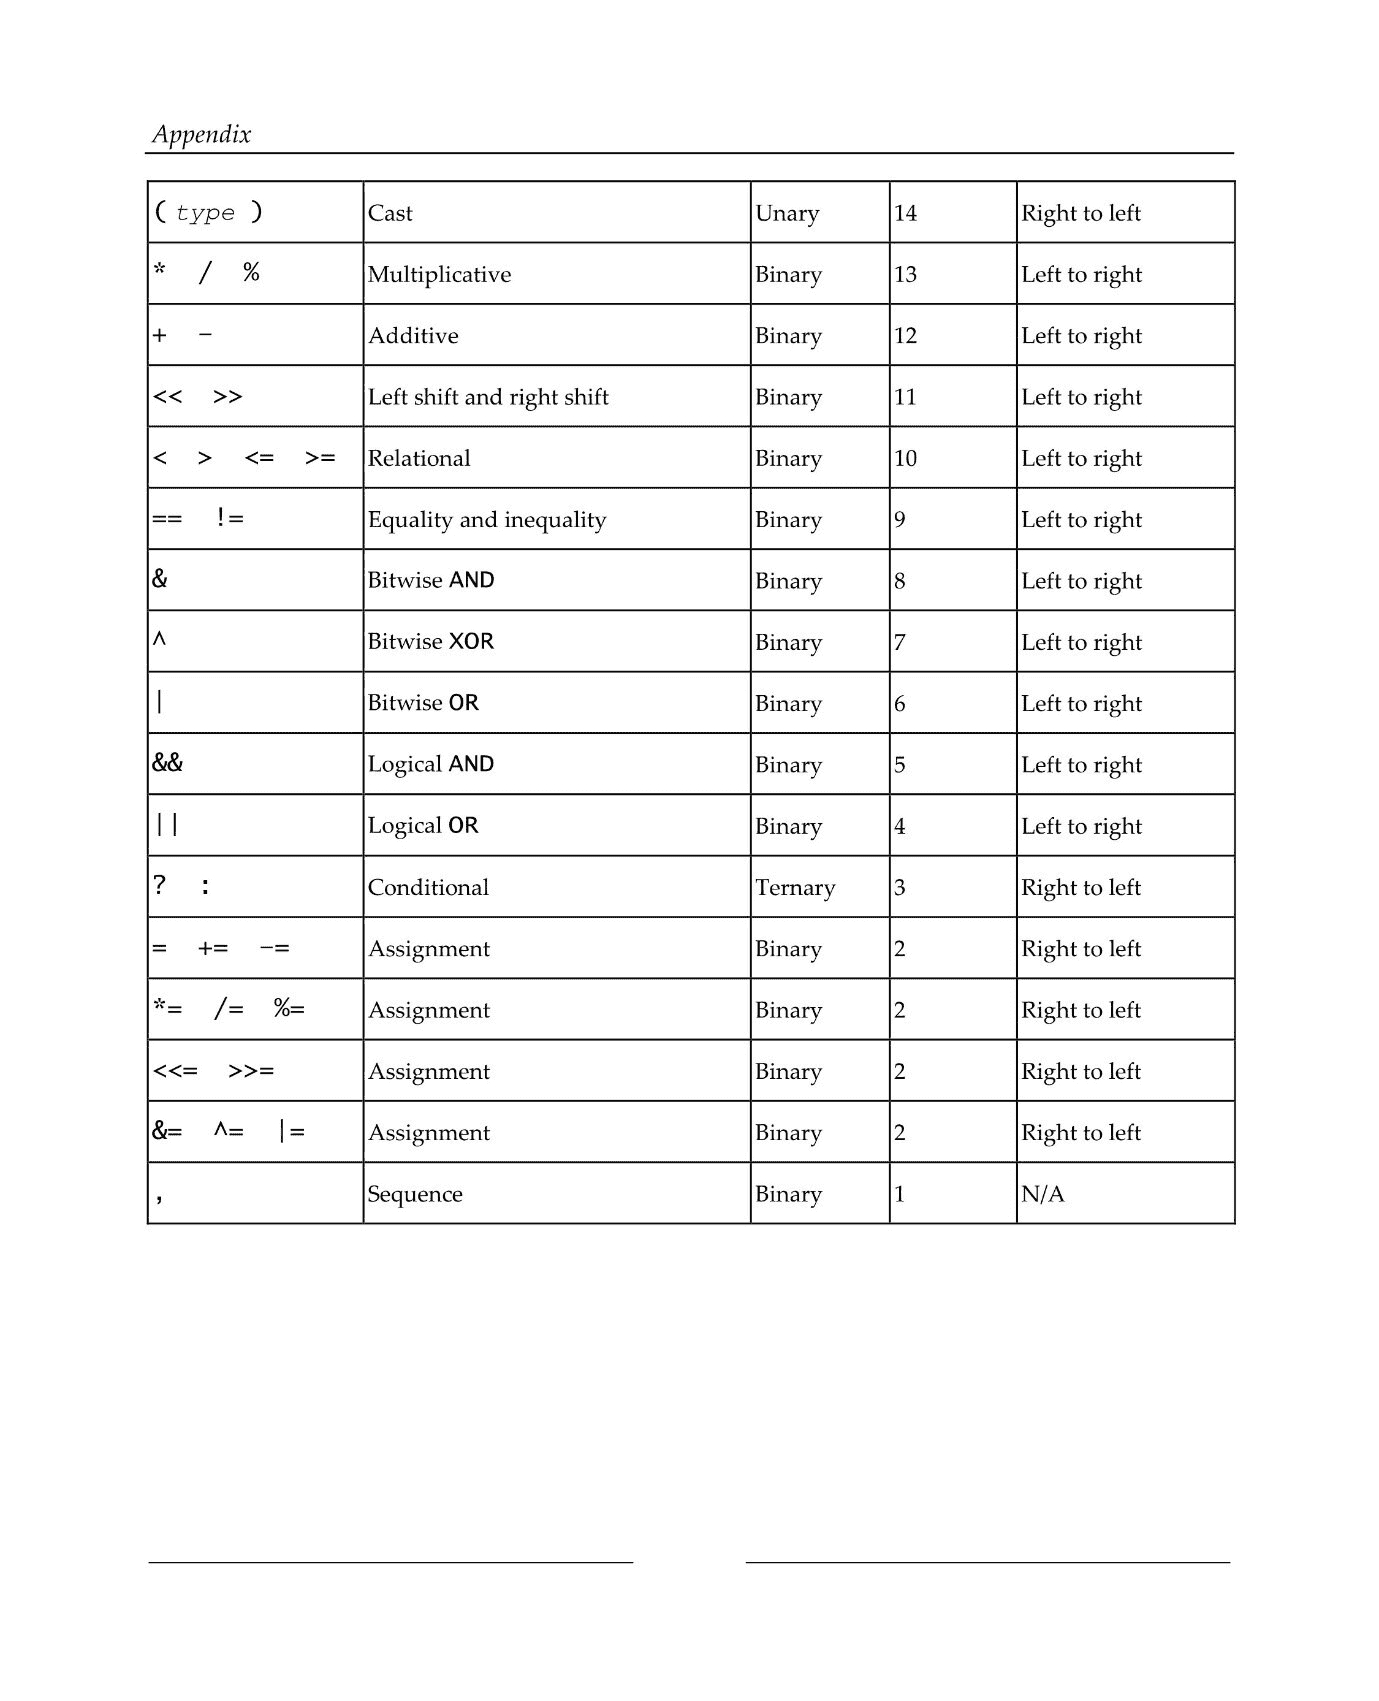 Appendix
( type ) Cast Unary 14 Right to left
* / % Multiplicative Binary 13 Left to right
+ - Additive Binary 12 Left to right
<< >> Left shift and right shift Binary 11 Left to right
< > <= >= Relational Binary 10 Left to right
== != Equality and inequality Binary 9 Left to right
& Bitwise AND Binary 8 Left to right
^ Bitwise XOR Binary 7 Left to right
| Bitwise OR Binary 6 Left to right
&& Logical AND Binary 5 Left to right
|| Logical OR Binary 4 Left to right
? : Conditional Ternary 3 Right to left
= += -= Assignment Binary 2 Right to left
*= /= %= Assignment Binary 2 Right to left
<<= >>= Assignment Binary 2 Right to left
&= ^= |= Assignment Binary 2 Right to left
, Sequence Binary 1 N/A